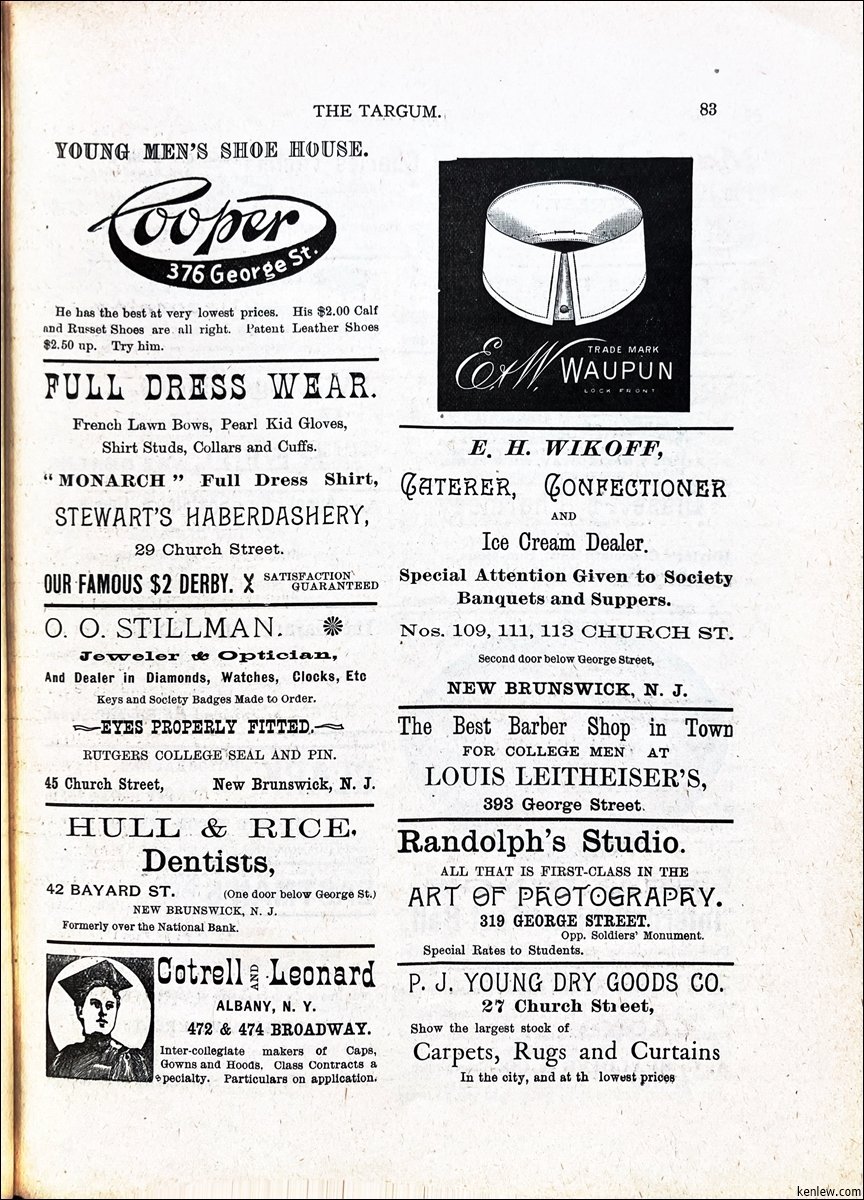 THE TARGUM.
83
YOUNG MEN'S SHOE HOUSE.
Cooper
376 George St.
He has the best at very lowest prices. His $2.00 Calf
and Russet Shoes are all right. Patent Leather Shoes
$2.50 up. Try him.
FULL DRESS WEAR.
French Lawn Bows, Pearl Kid Gloves,
Shirt Studs, Collars and Cuffs.
"MONARCH" Full Dress Shirt,
STEWART'S HABERDASHERY,
29 Church Street.
OUR FAMOUS $2 DERBY. X SATISFACTION
GUARANTEED
O. O. STILLMAN.
Jeweler & Optician,
And Dealer in Diamonds, Watches, Clocks, Etc
Keys and Society Badges Made to Order.
EYES PROPERLY FITTED.
RUTGERS COLLEGE SEAL AND PIN.
45 Church Street, New Brunswick, N. J.
HULL & RICE.
Dentists,
42 BAYARD ST. (One door below George St.)
NEW BRUNSWICK, N. J.
Formerly over the National Bank.
Cotrell AND Leonard
ALBANY, N. Y.
472 & 474 BROADWAY.
Inter-collegiate makers of Caps,
Gowns and Hoods. Class Contracts a
specialty. Particulars on application.
TRADE MARK
E & W. WAUPUN
LOCK FRONT
E. H. WIKOFF,
CATERER, CONFECTIONER
AND
Ice Cream Dealer.
Special Attention Given to Society
Banquets and Suppers.
Nos. 109, 111, 113 CHURCH ST.
Second door below George Street,
NEW BRUNSWICK, N. J.
The Best Barber Shop in Town
FOR COLLEGE MEN AT
LOUIS LEITHEISER'S,
393 George Street
Randolph's Studio.
ALL THAT IS FIRST-CLASS IN THE
ART OF PHOTOGRAPHY.
319 GEORGE STREET.
Opp. Soldiers' Monument.
Special Rates to Students.
P. J. YOUNG DRY GOODS CO.
27 Church Street,
Show the largest stock of
Carpets, Rugs and Curtains
In the city, and at th lowest prices
kenlew.com